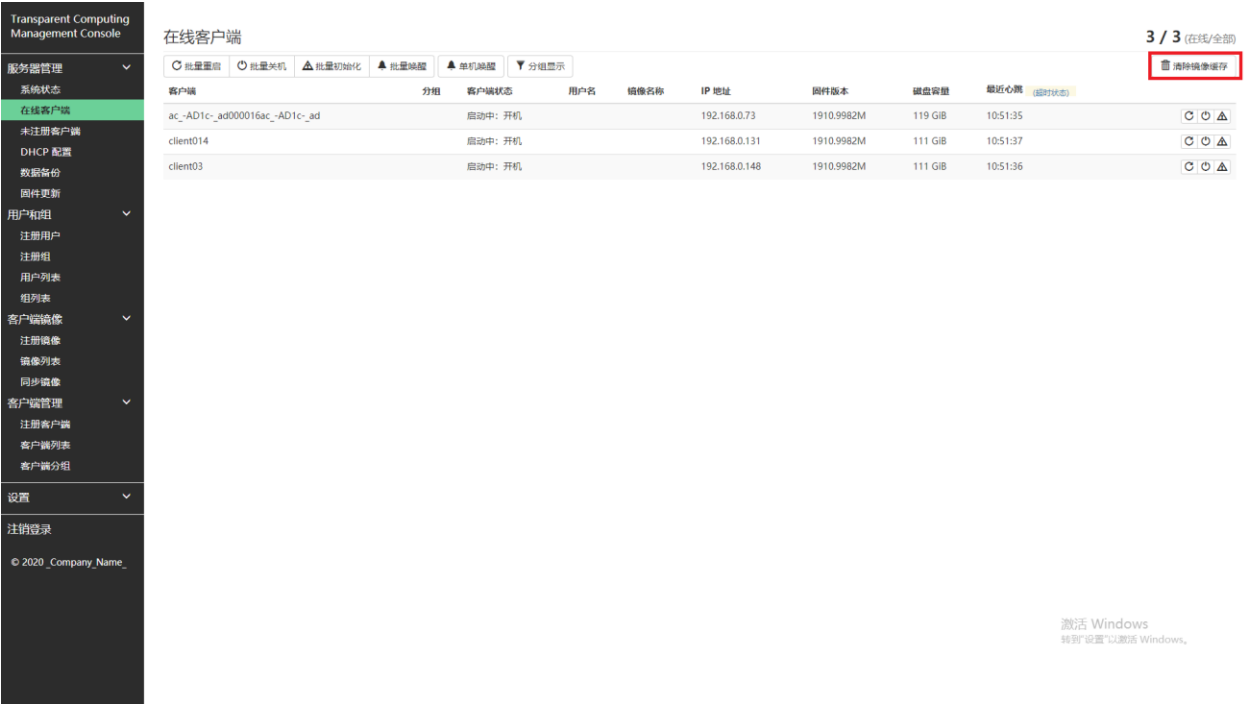 Transparent Computing
Management Console
服务器管理
系统状态
在线客户端
未注册客户端
DHCP 配置
数据备份
固件更新
用户和组
注册用户
注册组
用户列表
组列表
客户端镜像
注册镜像
镜像列表
同步镜像
客户端管理
注册客户端
客户端列表
客户端分组
设置
注销登录
© 2020 _Company_Name_
在线客户端
3 / 3 (在线/全部)
批量重启 批量关机 批量初始化 批量唤醒 单机唤醒 分组显示 清除镜像缓存
客户端 分组 客户端状态 用户名 镜像名称 IP 地址 固件版本 磁盘容量 最近心跳 (超时状态)
ac_-AD1c-_ad000016ac_-AD1c-_ad 启动中: 开机 192.168.0.73 1910.9982M 119 GiB 10:51:35
client014 启动中: 开机 192.168.0.131 1910.9982M 111 GiB 10:51:37
client03 启动中: 开机 192.168.0.148 1910.9982M 111 GiB 10:51:36
激活 Windows
转到"设置"以激活 Windows。